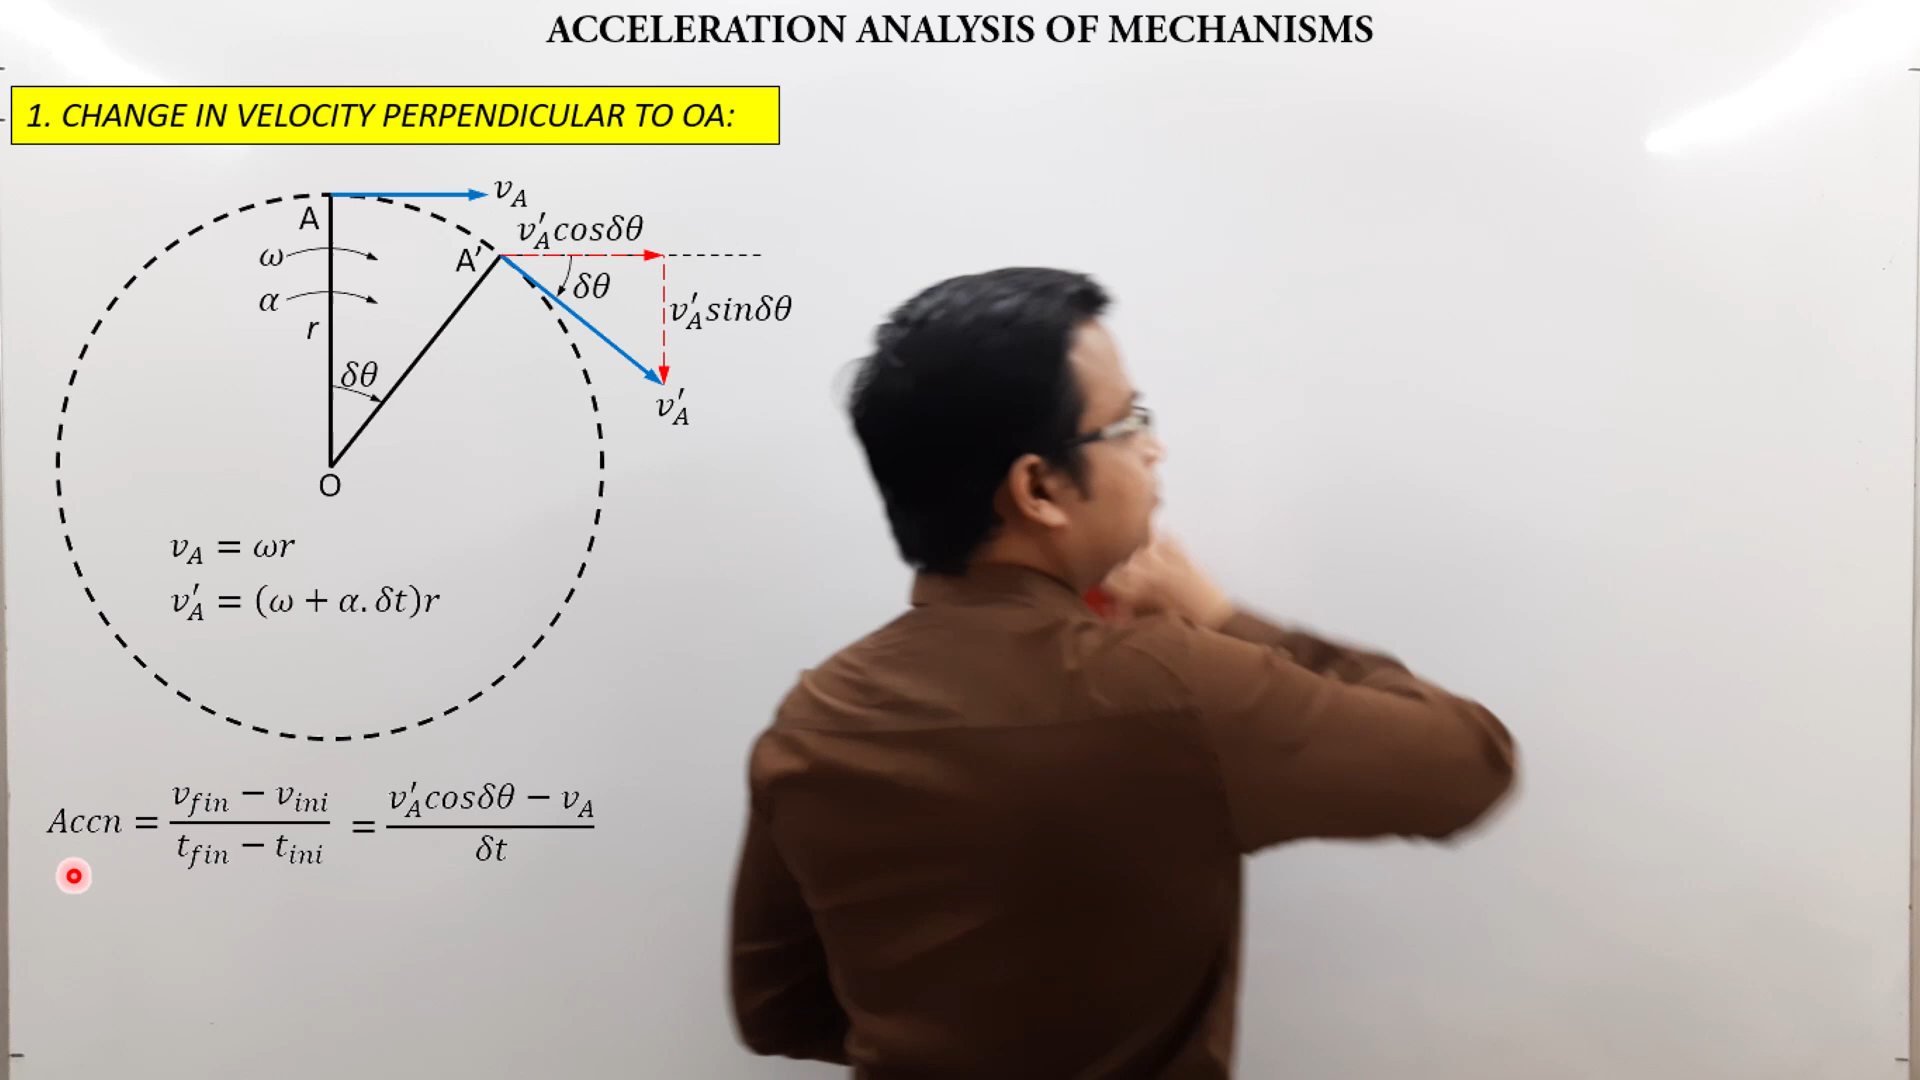 ACCELERATION ANALYSIS OF MECHANISMS
1. CHANGE IN VELOCITY PERPENDICULAR TO OA:
v_A
A
v′_A cosδθ
ω
A′
δθ
α
v′_A sinδθ
r
δθ
v′_A
O
v_A = ωr
v′_A = (ω + α. δt)r
Accn = (v_fin − v_ini)/(t_fin − t_ini) = (v′_A cosδθ − v_A)/δt